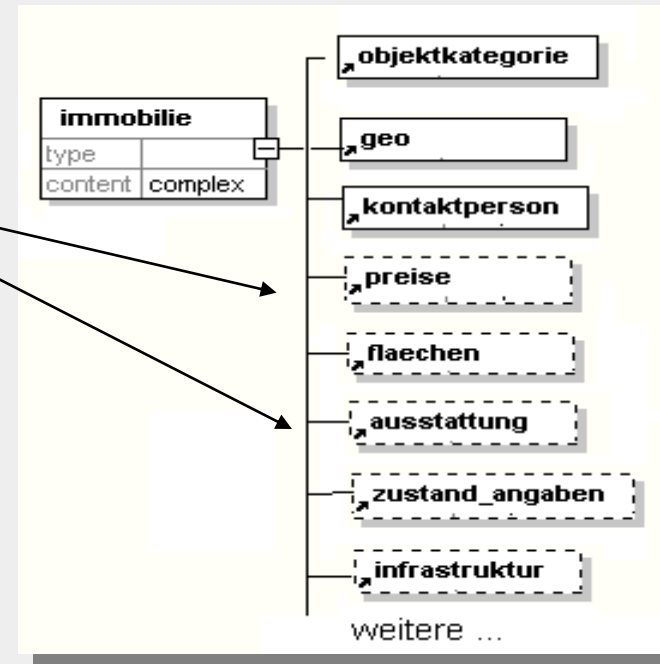 objektkategorie
immobilie
type
content complex
geo
kontaktperson
preise
flaechen
ausstattung
zustand_angaben
infrastruktur
weitere ...